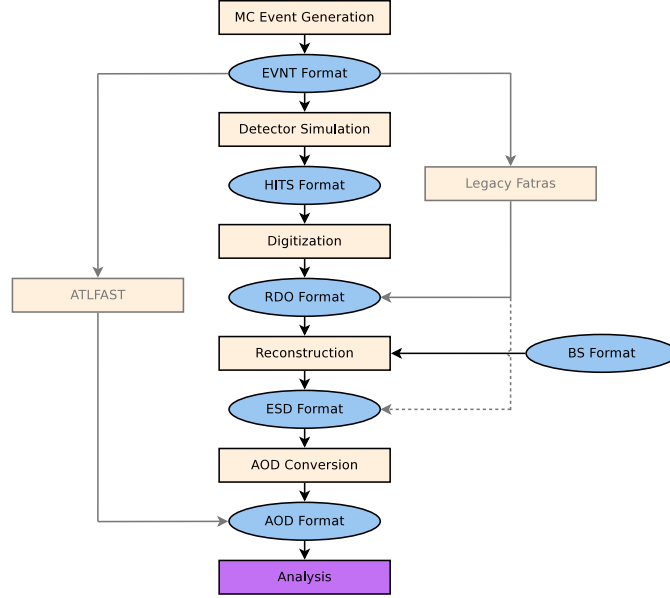 MC Event Generation
EVNT Format
Detector Simulation
HITS Format
Legacy Fatras
Digitization
ATLFAST
RDO Format
Reconstruction
BS Format
ESD Format
AOD Conversion
AOD Format
Analysis